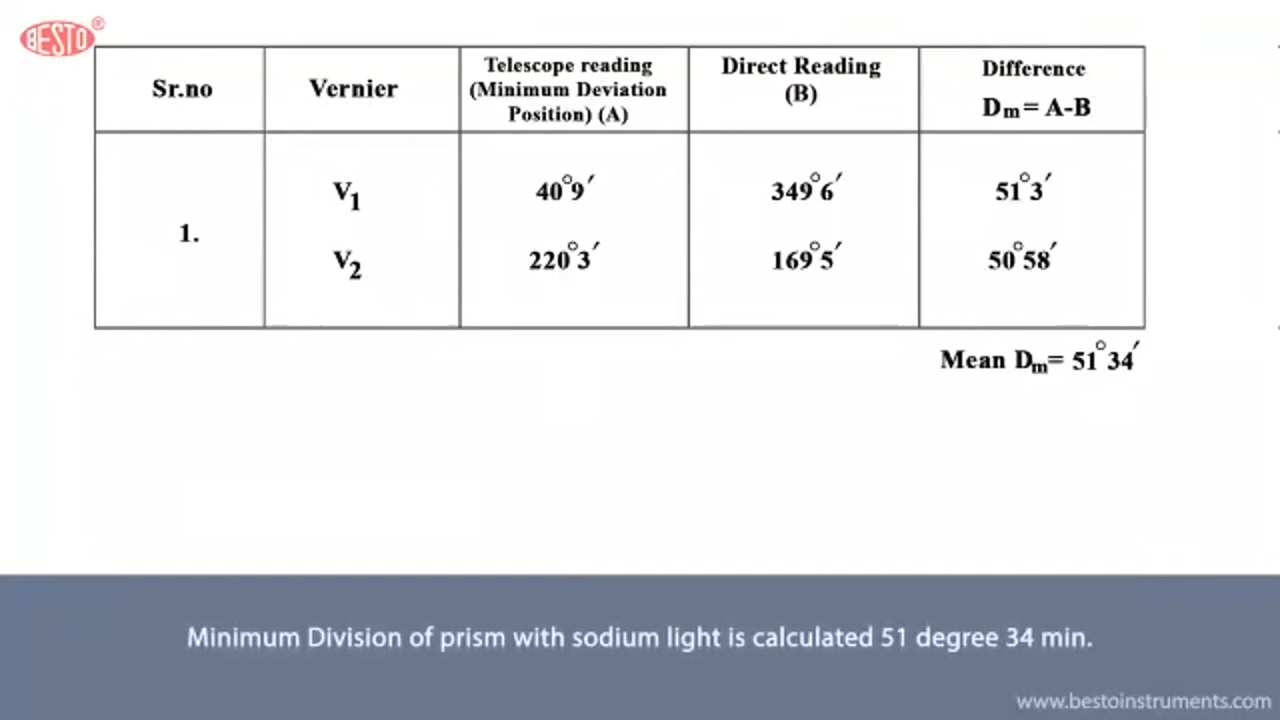 BESTO®
Sr.no Vernier Telescope reading (Minimum Deviation Position) (A) Direct Reading (B) Difference Dm= A-B
1.
V1 40°9′ 349°6′ 51°3′
V2 220°3′ 169°5′ 50°58′
Mean Dm= 51°34′
Minimum Division of prism with sodium light is calculated 51 degree 34 min.
www.bestoinstruments.com